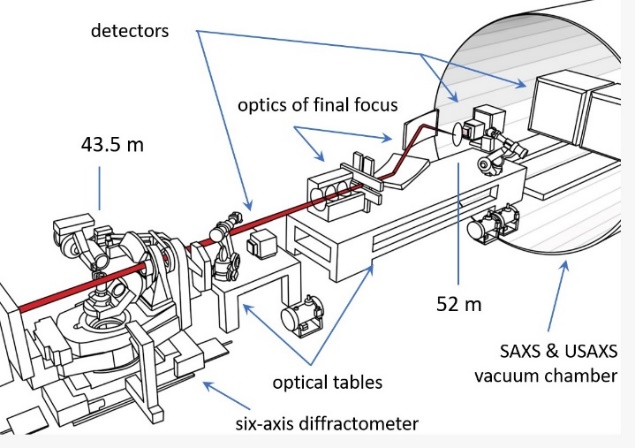 detectors
optics of final focus
43.5 m
52 m
SAXS & USAXS
vacuum chamber
optical tables
six-axis diffractometer